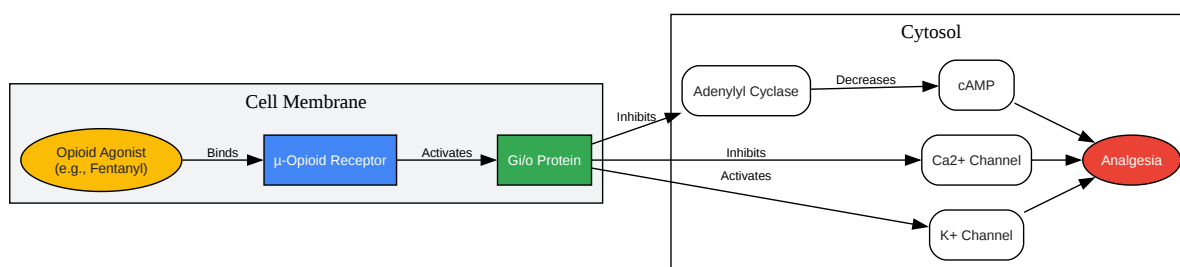 Cytosol
Adenylyl Cyclase
Decreases
cAMP
Cell Membrane
Inhibits
Opioid Agonist
(e.g., Fentanyl)
Binds
µ-Opioid Receptor
Activates
Gi/o Protein
Inhibits
Ca2+ Channel
Analgesia
Activates
K+ Channel